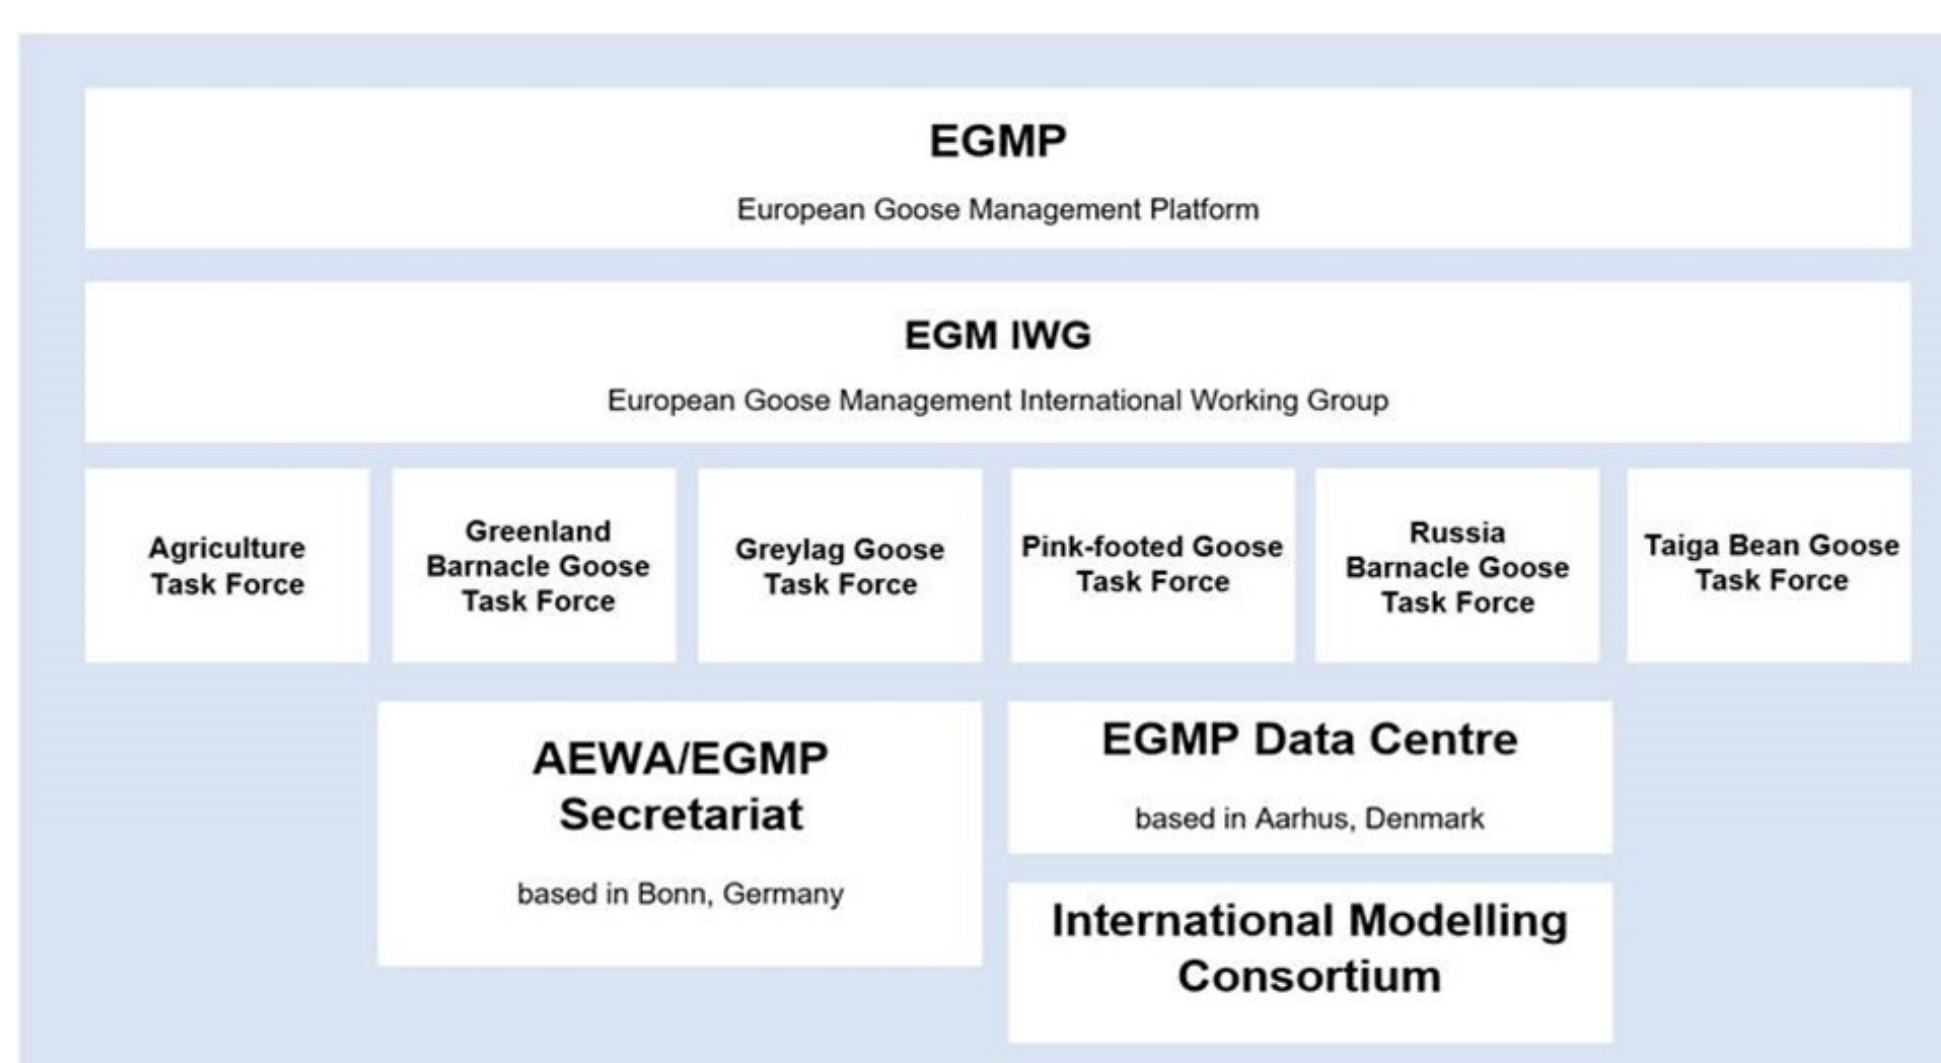 EGMP
European Goose Management Platform
EGM IWG
European Goose Management International Working Group
Agriculture
Task Force
Greenland
Barnacle Goose
Task Force
Greylag Goose
Task Force
Pink-footed Goose
Task Force
Russia
Barnacle Goose
Task Force
Taiga Bean Goose
Task Force
AEWA/EGMP
Secretariat
based in Bonn, Germany
EGMP Data Centre
based in Aarhus, Denmark
International Modelling
Consortium